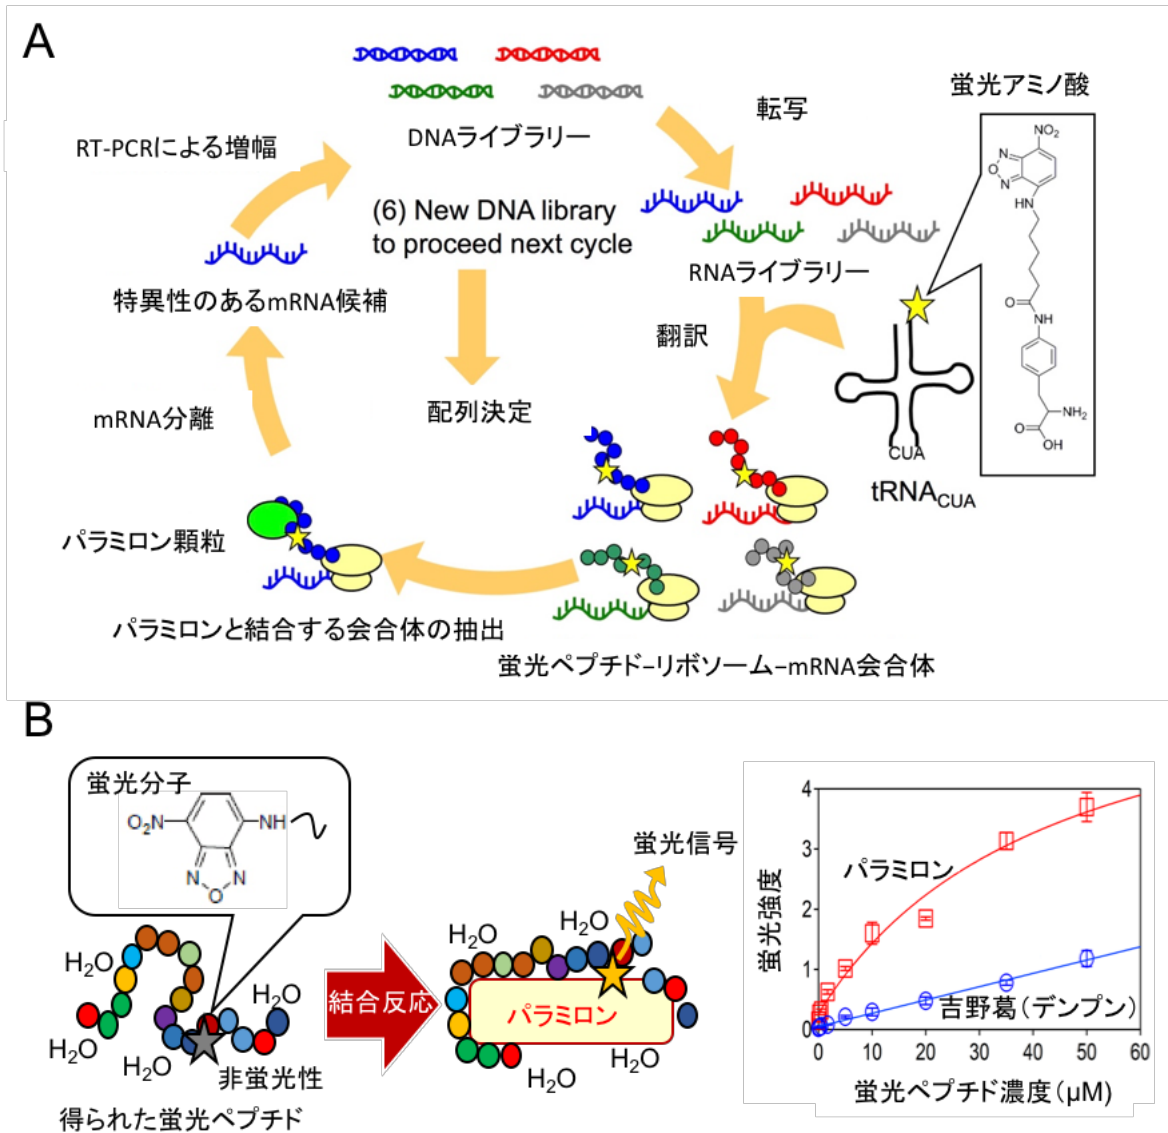 A
DNAライブラリー
転写
蛍光アミノ酸
RT-PCRによる増幅
(6) New DNA library
to proceed next cycle
RNAライブラリー
特異性のあるmRNA候補
翻訳
mRNA分離
配列決定
NO₂
N
O
N
HN
O
NH
NH₂
O
OH
CUA
tRNACUA
パラミロン顆粒
パラミロンと結合する会合体の抽出
蛍光ペプチド–リボソーム–mRNA会合体
B
蛍光分子
O₂N
NH
N
N
O
H₂O
H₂O
H₂O
H₂O
非蛍光性
得られた蛍光ペプチド
結合反応
蛍光信号
H₂O
H₂O
パラミロン
H₂O
H₂O
蛍光強度
4
3
2
1
0
パラミロン
吉野葛(デンプン)
0 10 20 30 40 50 60
蛍光ペプチド濃度(μM)